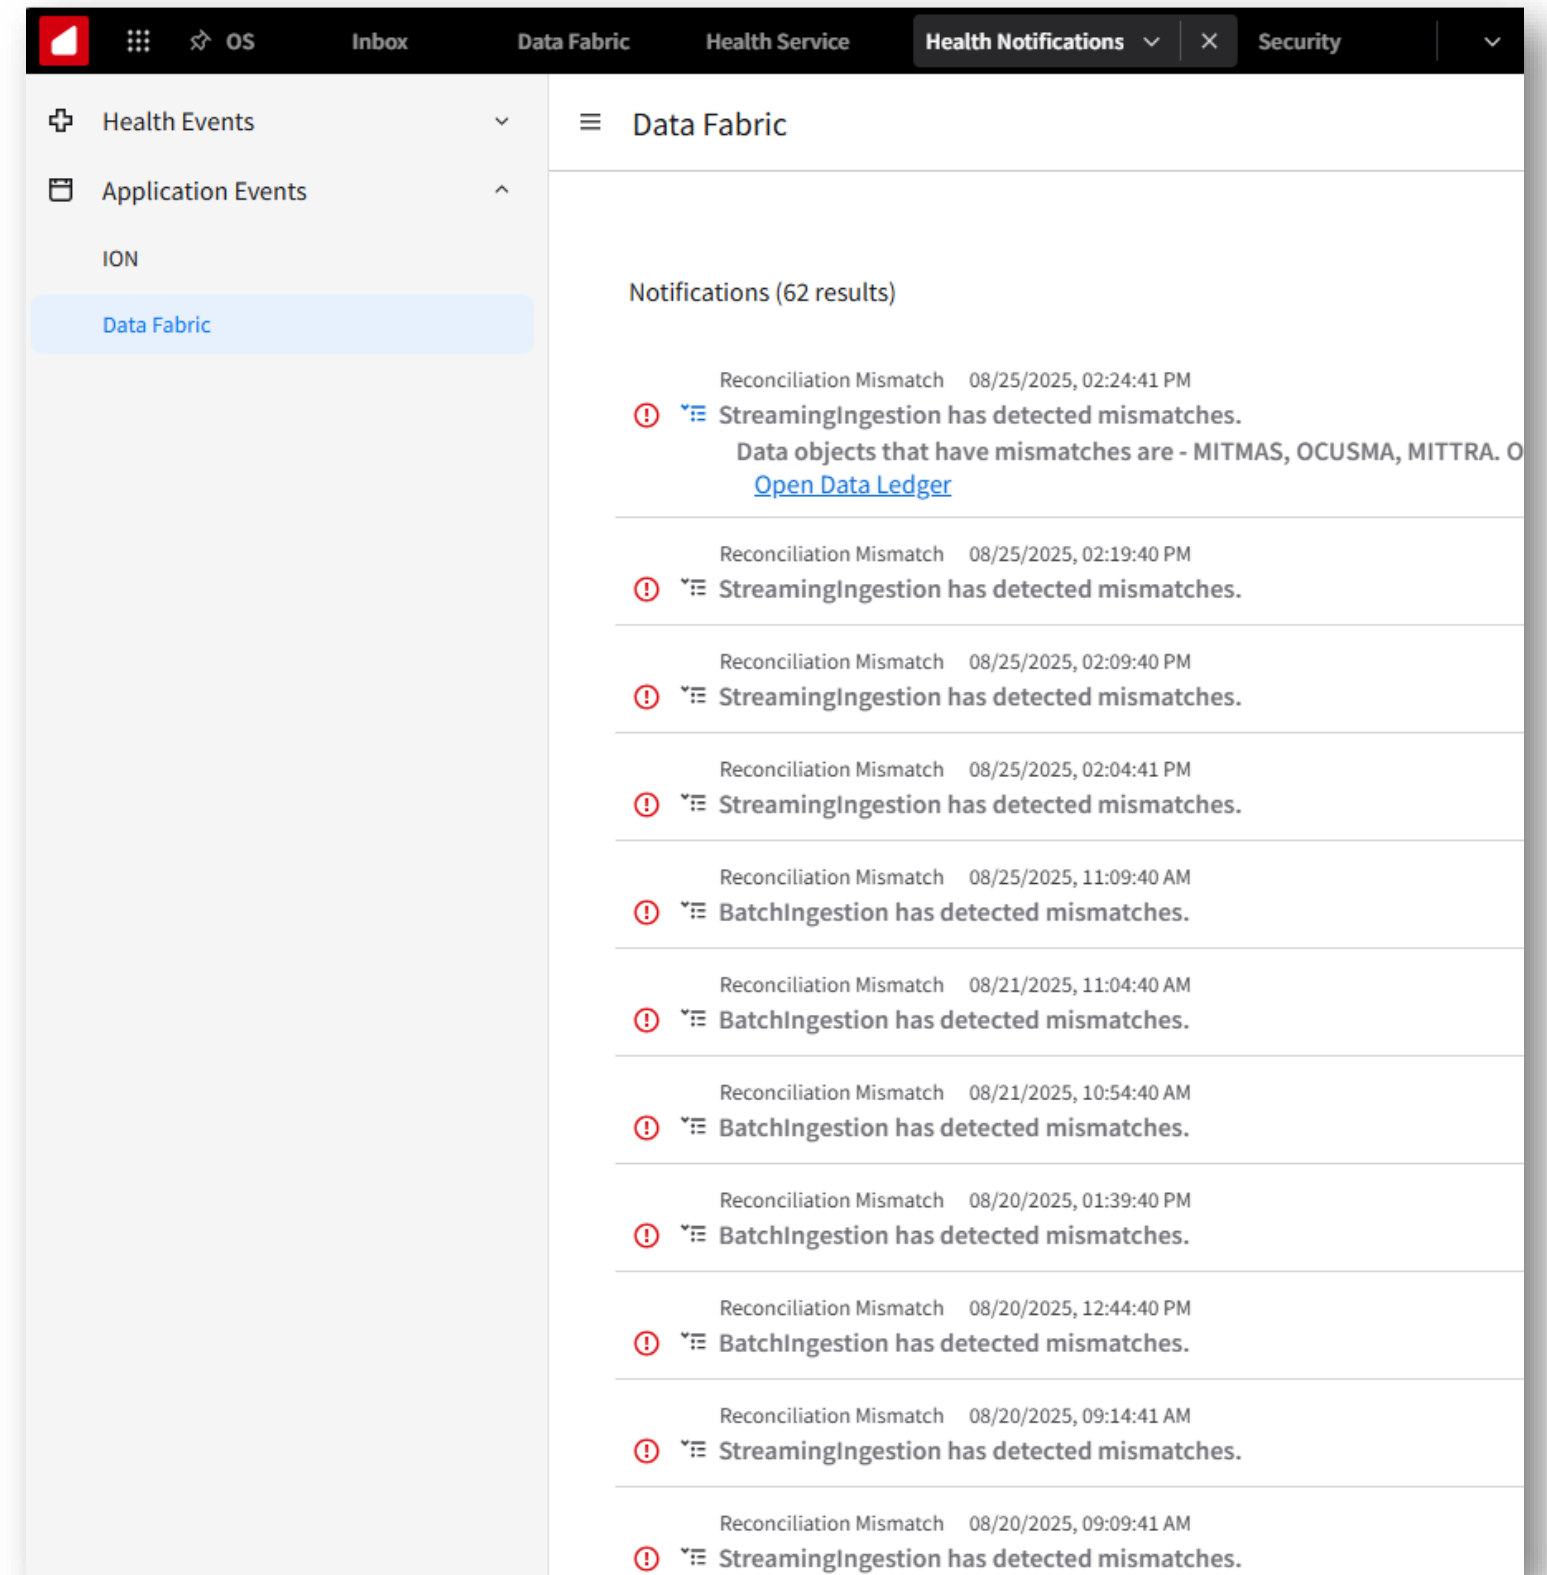 OS Inbox Data Fabric Health Service Health Notifications Security
Health Events
Application Events
ION
Data Fabric
Data Fabric
Notifications (62 results)
Reconciliation Mismatch 08/25/2025, 02:24:41 PM
StreamingIngestion has detected mismatches.
Data objects that have mismatches are - MITMAS, OCUSMA, MITTRA. O
Open Data Ledger
Reconciliation Mismatch 08/25/2025, 02:19:40 PM
StreamingIngestion has detected mismatches.
Reconciliation Mismatch 08/25/2025, 02:09:40 PM
StreamingIngestion has detected mismatches.
Reconciliation Mismatch 08/25/2025, 02:04:41 PM
StreamingIngestion has detected mismatches.
Reconciliation Mismatch 08/25/2025, 11:09:40 AM
BatchIngestion has detected mismatches.
Reconciliation Mismatch 08/21/2025, 11:04:40 AM
BatchIngestion has detected mismatches.
Reconciliation Mismatch 08/21/2025, 10:54:40 AM
BatchIngestion has detected mismatches.
Reconciliation Mismatch 08/20/2025, 01:39:40 PM
BatchIngestion has detected mismatches.
Reconciliation Mismatch 08/20/2025, 12:44:40 PM
BatchIngestion has detected mismatches.
Reconciliation Mismatch 08/20/2025, 09:14:41 AM
StreamingIngestion has detected mismatches.
Reconciliation Mismatch 08/20/2025, 09:09:41 AM
StreamingIngestion has detected mismatches.